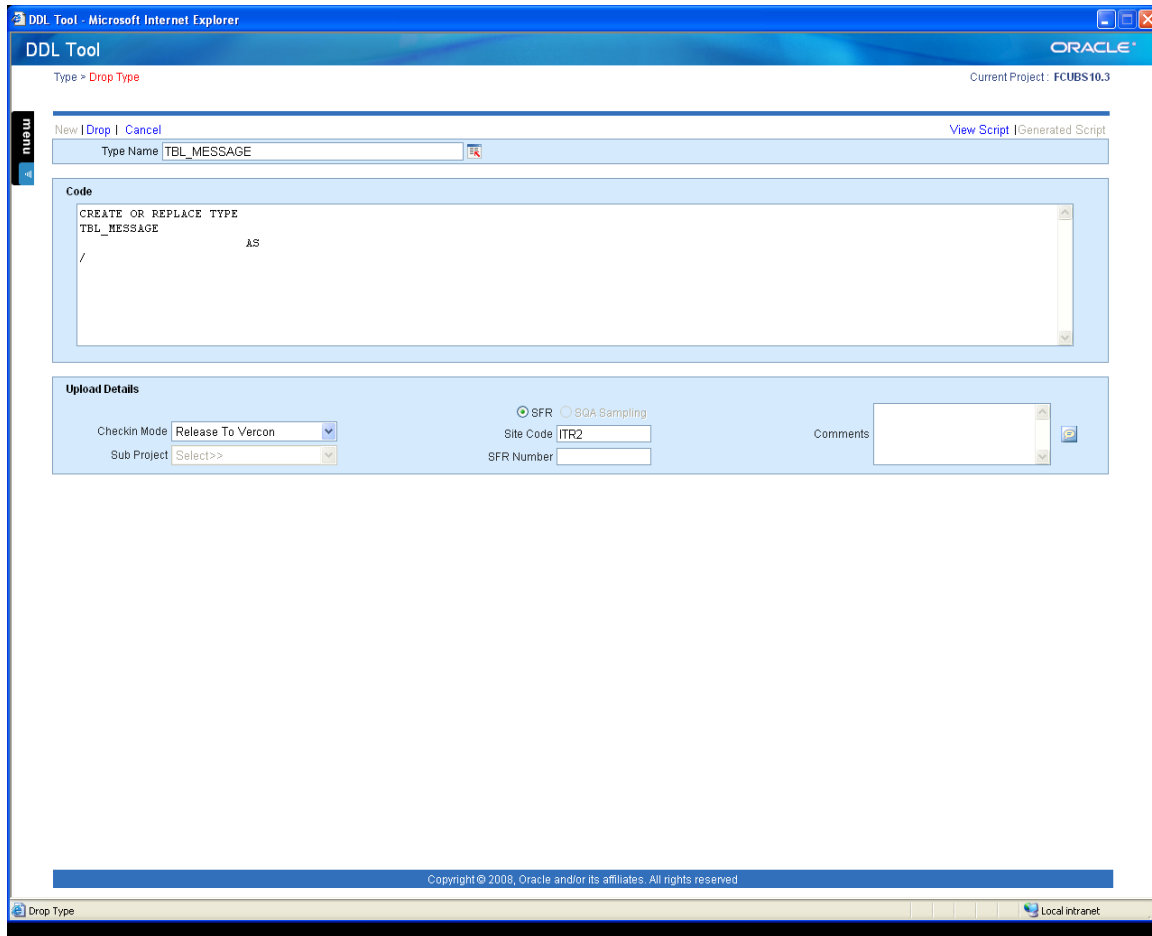 DDL Tool - Microsoft Internet Explorer
DDL Tool
ORACLE
Type > Drop Type
Current Project : FCUBS10.3
menu
New | Drop | Cancel
View Script | Generated Script
Type Name TBL_MESSAGE
Code
CREATE OR REPLACE TYPE
TBL_MESSAGE
AS
/
Upload Details
SFR SQA Sampling
Checkin Mode Release To Vercon
Site Code ITR2
Comments
Sub Project Select>>
SFR Number
Copyright © 2008, Oracle and/or its affiliates. All rights reserved
Drop Type
Local intranet